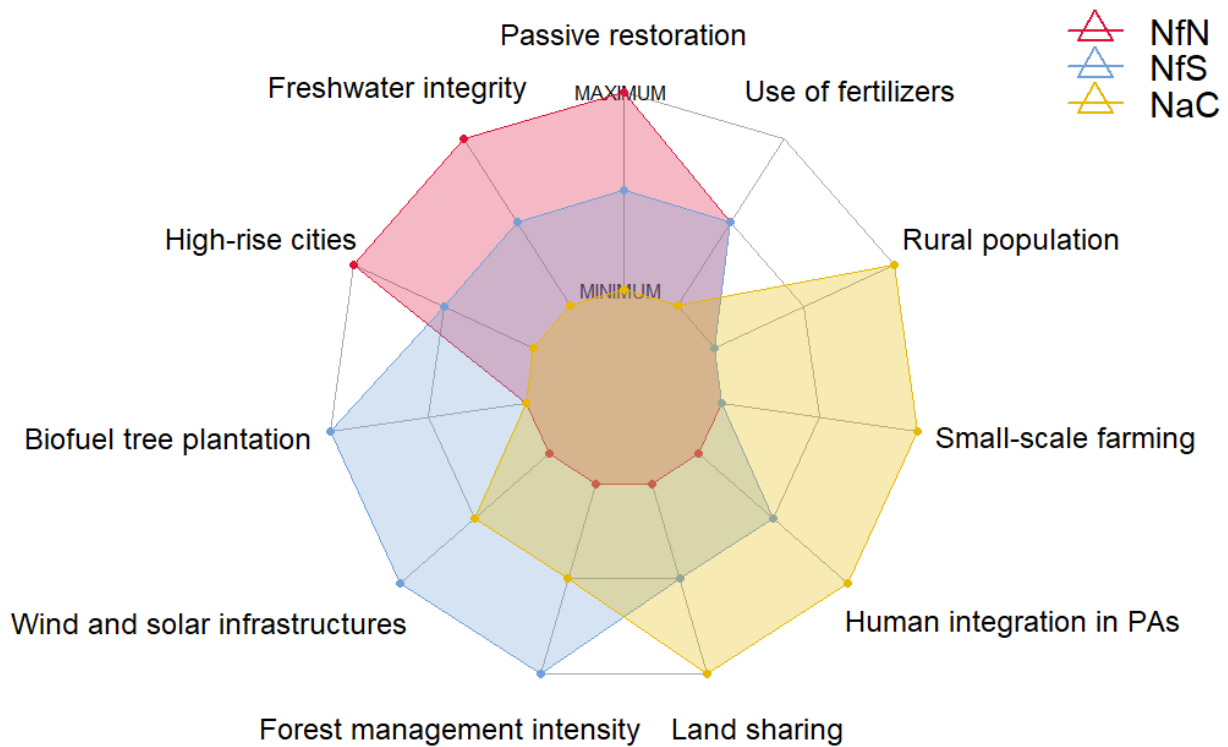 Passive restoration
NfN
NfS
NaC
Freshwater integrity
MAXIMUM
Use of fertilizers
High-rise cities
Rural population
MINIMUM
Biofuel tree plantation
Small-scale farming
Wind and solar infrastructures
Human integration in PAs
Forest management intensity
Land sharing